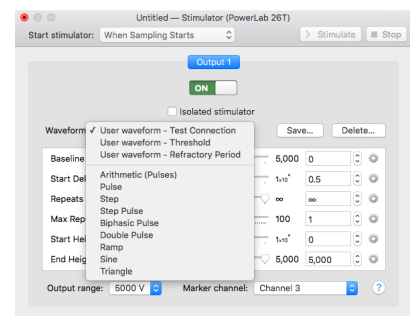 Untitled — Stimulator (PowerLab 26T)
Start stimulator: When Sampling Starts > Stimulate Stop
Output 1
ON
Isolated stimulator
Waveform ✓ User waveform - Test Connection Save... Delete...
User waveform - Threshold
User waveform - Refractory Period
Arithmetic (Pulses)
Pulse
Step
Step Pulse
Biphasic Pulse
Double Pulse
Ramp
Sine
Triangle
Baseline 5,000 0
Start Del 0.5
Repeats ∞ ∞
Max Rep 100 1
Start Hei 0
End Heig 5,000 5,000
Output range: 5000 V Marker channel: Channel 3 ?